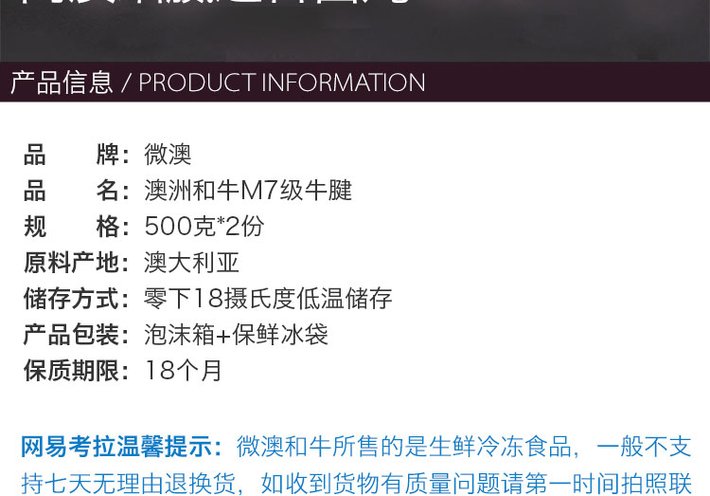 产品信息 / PRODUCT INFORMATION
品 牌：微澳
品 名：澳洲和牛M7级牛腱
规 格：500克*2份
原料产地：澳大利亚
储存方式：零下18摄氏度低温储存
产品包装：泡沫箱+保鲜冰袋
保质期限：18个月
网易考拉温馨提示：微澳和牛所售的是生鲜冷冻食品，一般不支
持七天无理由退换货，如收到货物有质量问题请第一时间拍照联